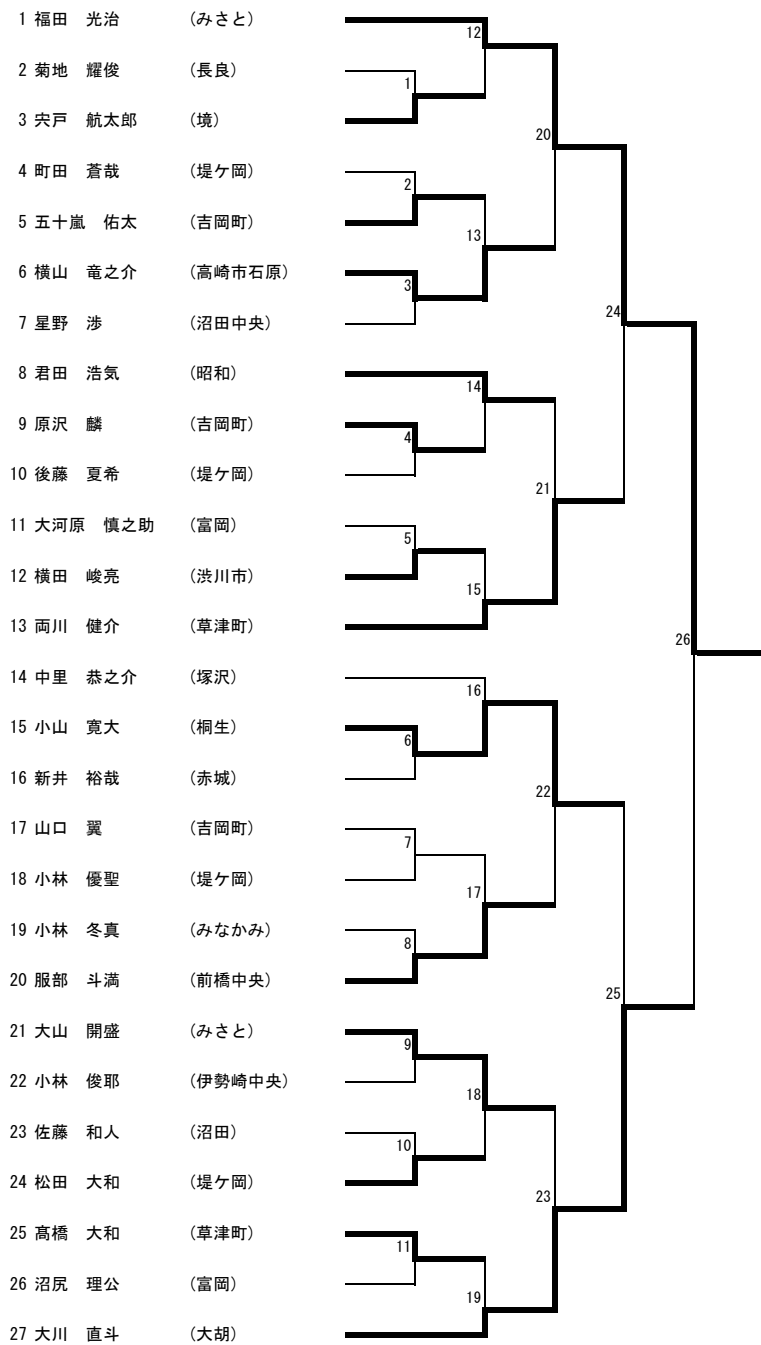 1 福田　光治 (みさと)
12
2 菊地　耀俊 (長良)
1
3 宍戸　航太郎 (境)
20
4 町田　蒼哉 (堤ケ岡)
2
5 五十嵐　佑太 (吉岡町)
13
6 横山　竜之介 (高崎市石原)
3
7 星野　渉 (沼田中央)
24
8 君田　浩気 (昭和)
14
9 原沢　麟 (吉岡町)
4
10 後藤　夏希 (堤ケ岡)
21
11 大河原　慎之助 (富岡)
5
12 横田　峻亮 (渋川市)
15
13 両川　健介 (草津町)
26
14 中里　恭之介 (塚沢)
16
15 小山　寛大 (桐生)
6
16 新井　裕哉 (赤城)
22
17 山口　翼 (吉岡町)
7
18 小林　優聖 (堤ケ岡)
17
19 小林　冬真 (みなかみ)
8
20 服部　斗満 (前橋中央)
25
21 大山　開盛 (みさと)
9
22 小林　俊耶 (伊勢崎中央)
18
23 佐藤　和人 (沼田)
10
24 松田　大和 (堤ケ岡)
23
25 髙橋　大和 (草津町)
11
26 沼尻　理公 (富岡)
19
27 大川　直斗 (大胡)